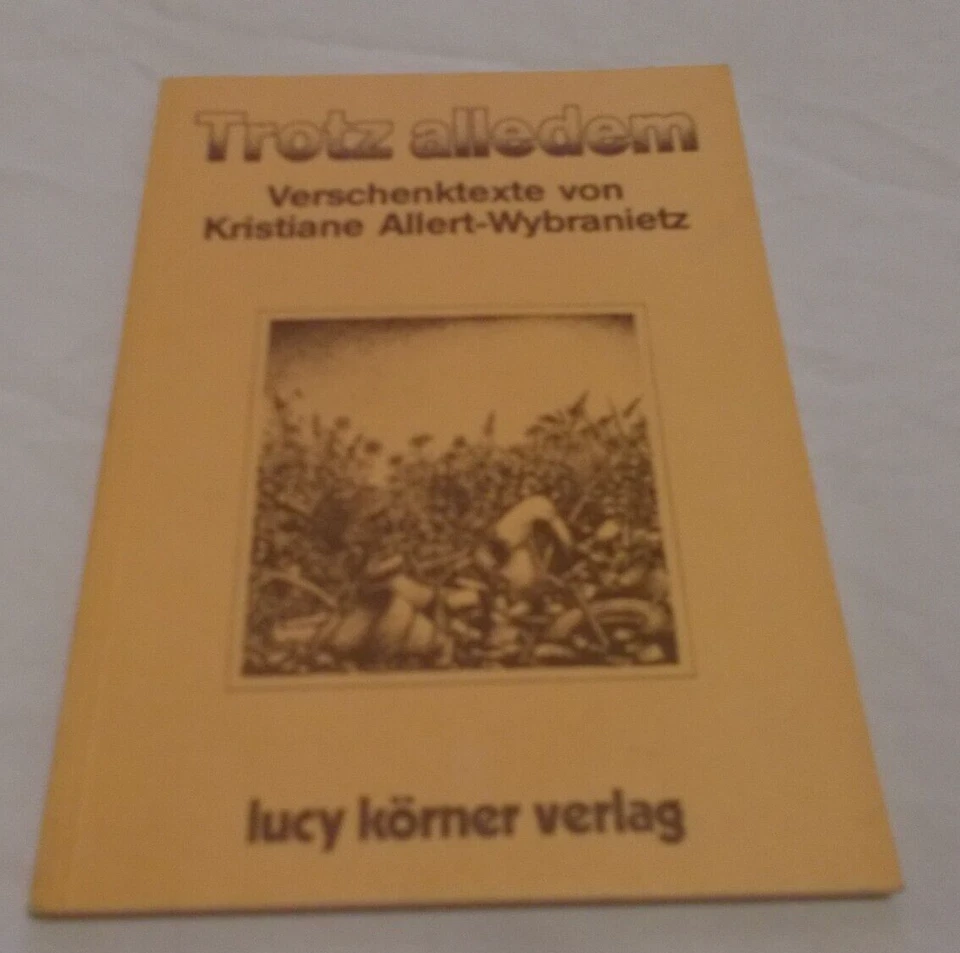 Trotz alledem
Verschenktexte von
Kristiane Allert-Wybranietz
lucy körner verlag